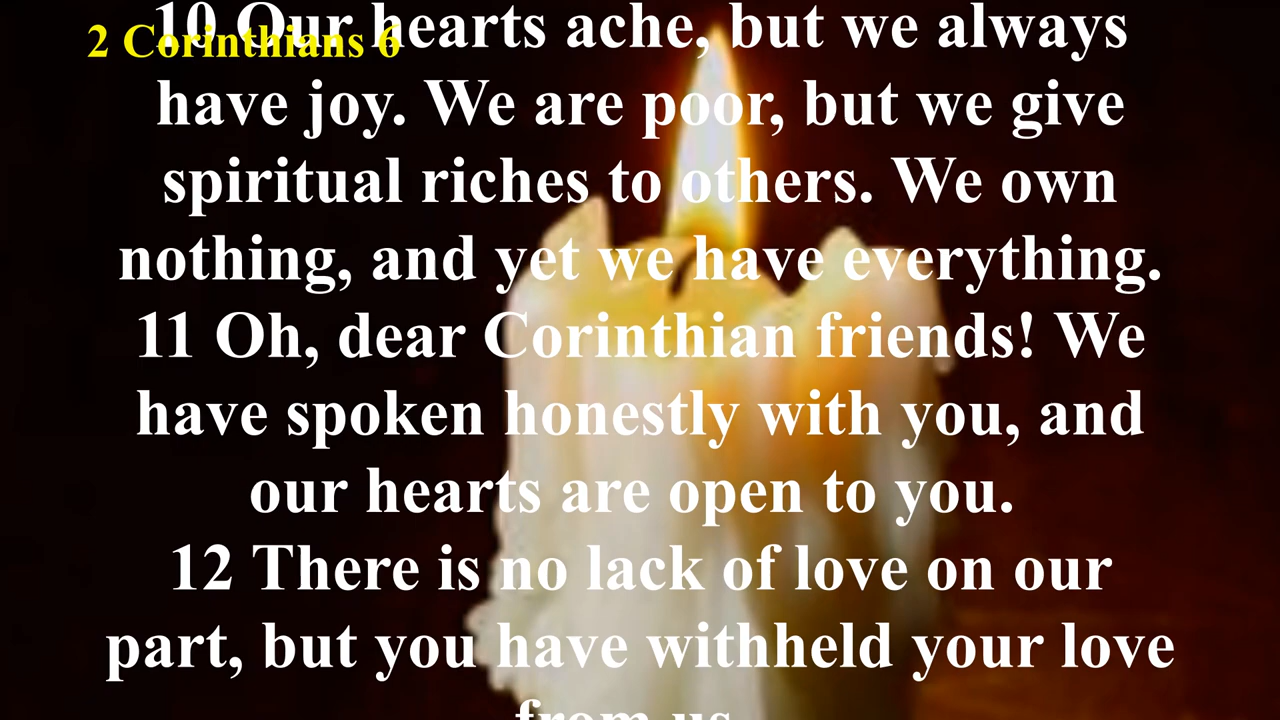 2 Corinthians 6
10 Our hearts ache, but we always
have joy. We are poor, but we give
spiritual riches to others. We own
nothing, and yet we have everything.
11 Oh, dear Corinthian friends! We
have spoken honestly with you, and
our hearts are open to you.
12 There is no lack of love on our
part, but you have withheld your love
from us.